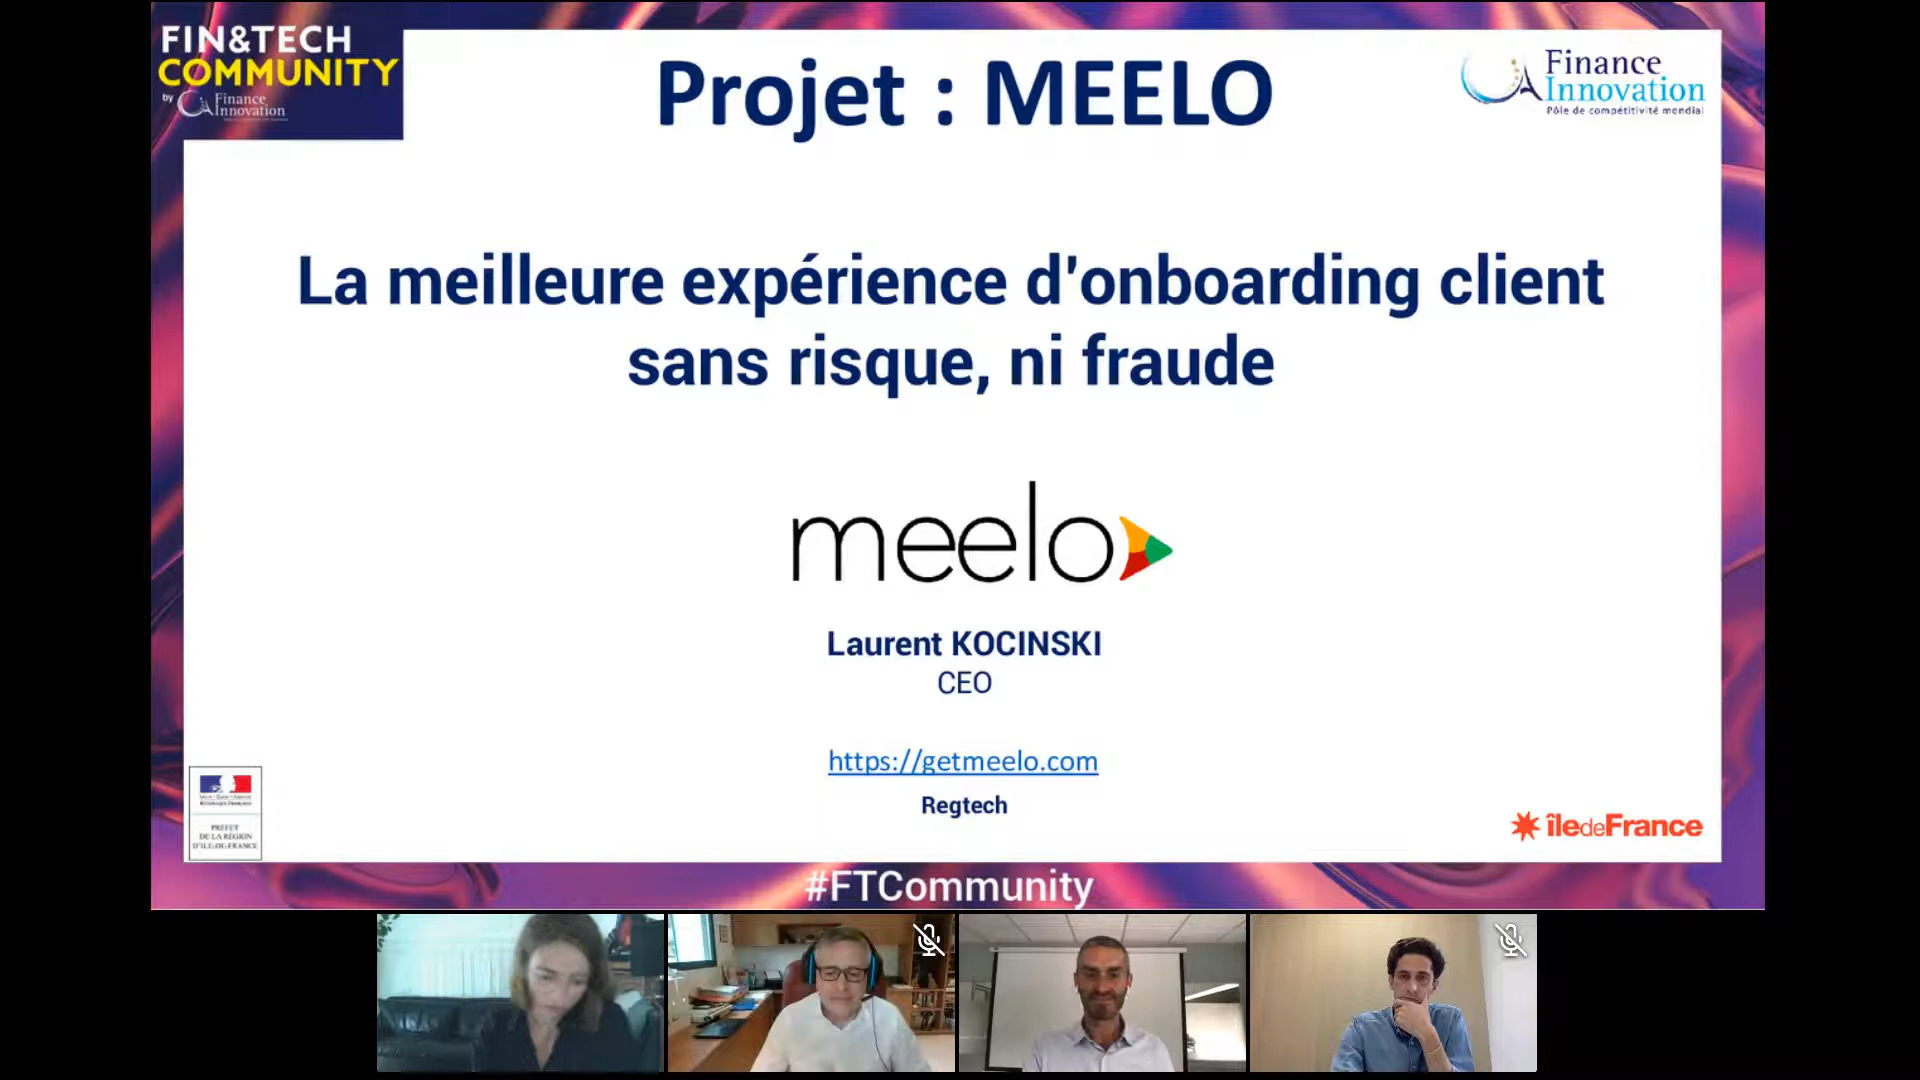 FIN&TECH
COMMUNITY
by Finance
Innovation
Projet : MEELO
Finance
Innovation
Pôle de compétitivité mondial
La meilleure expérience d'onboarding client
sans risque, ni fraude
meelo
Laurent KOCINSKI
CEO
https://getmeelo.com
Regtech
PRÉFET
DE LA RÉGION
D'ILE-DE-FRANCE
îledeFrance
#FTCommunity